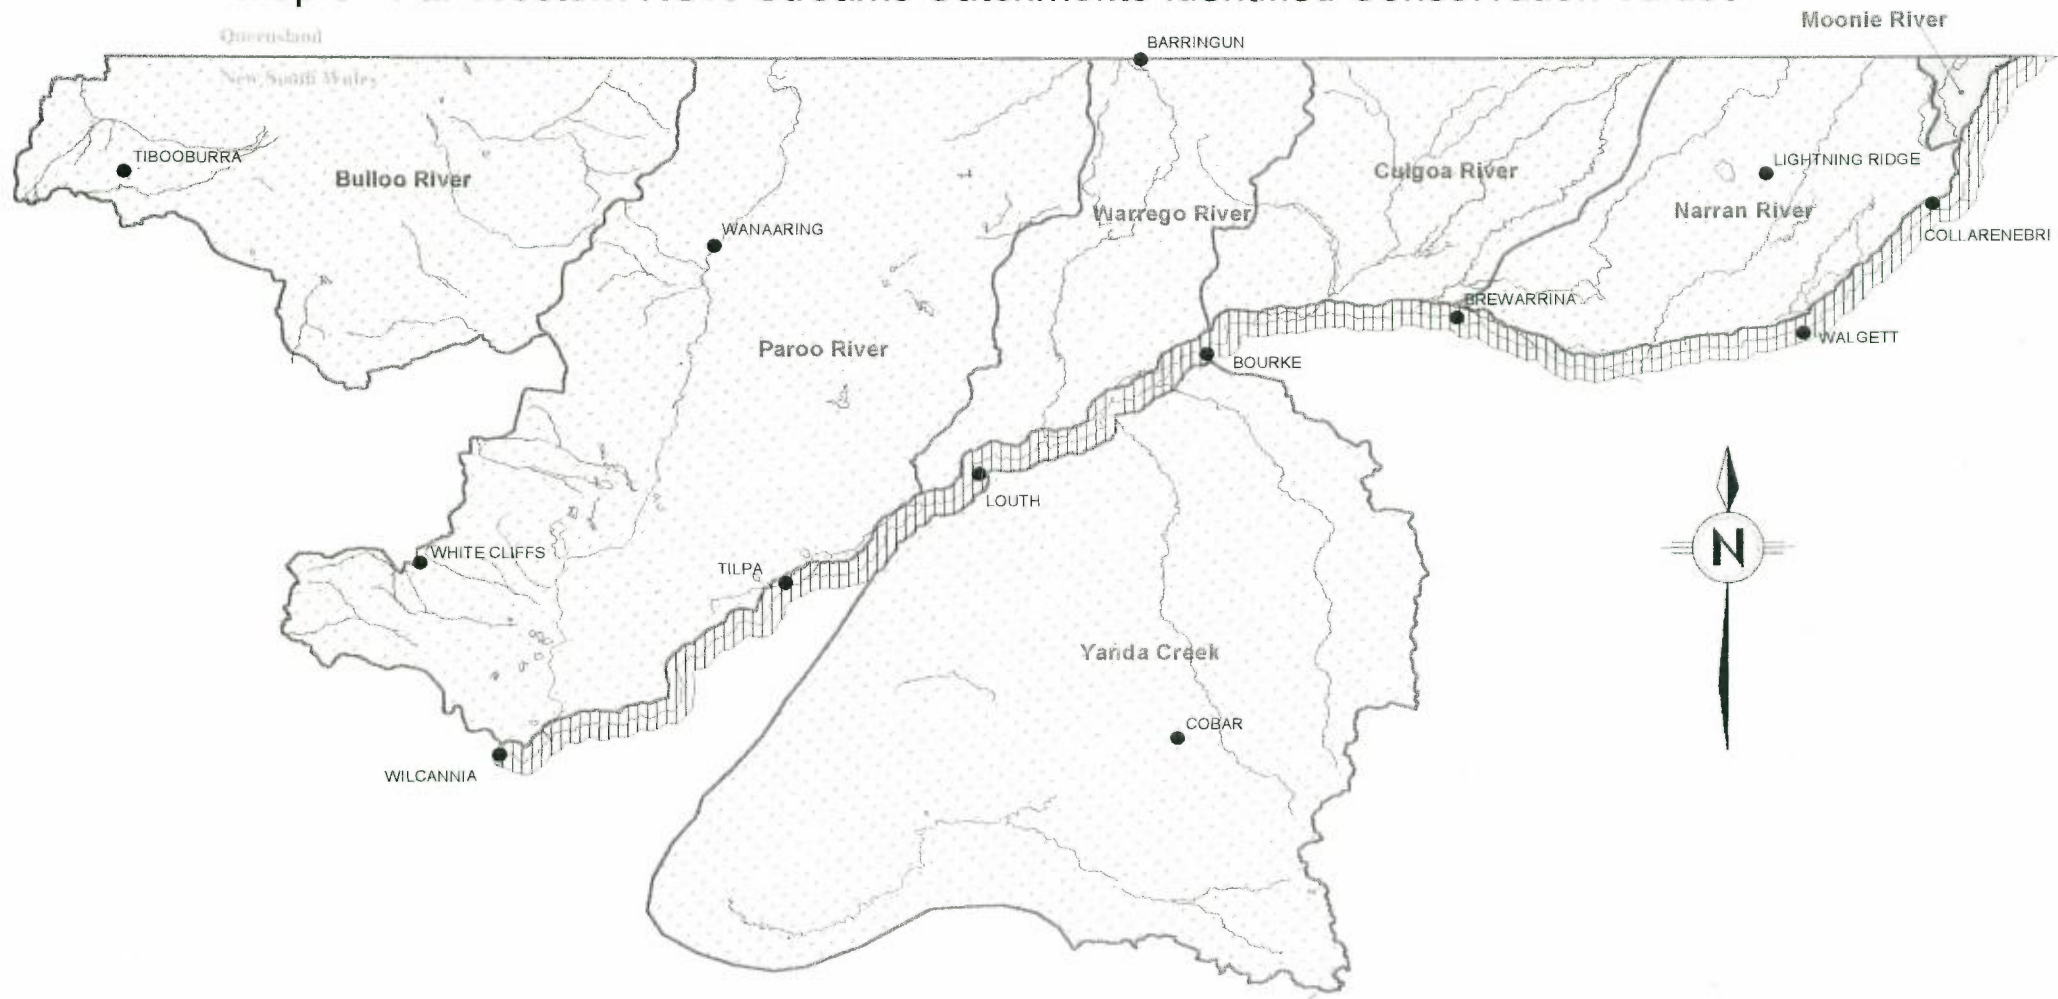 Moonie River
Queensland
BARRINGUN
New South Wales
TIBOOBURRA
LIGHTNING RIDGE
Bulloo River
Culgoa River
Warrego River
Narran River
WANAARING
COLLARENEBRI
BREWARRINA
WALGETT
Paroo River
BOURKE
LOUTH
N
WHITE CLIFFS
TILPA
Yanda Creek
COBAR
WILCANNIA